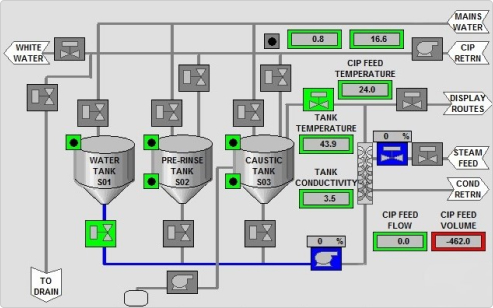 MAINS
WATER
0.8
16.6
WHITE
WATER
CIP
RETRN
CIP FEED
TEMPERATURE
24.0
DISPLAY
ROUTES
TANK
TEMPERATURE
43.9
0 %
WATER
TANK
S01
PRE-RINSE
TANK
S02
CAUSTIC
TANK
S03
STEAM
FEED
TANK
CONDUCTIVITY
3.5
COND
RETRN
CIP FEED
FLOW
0.0
CIP FEED
VOLUME
-462.0
0 %
TO
DRAIN